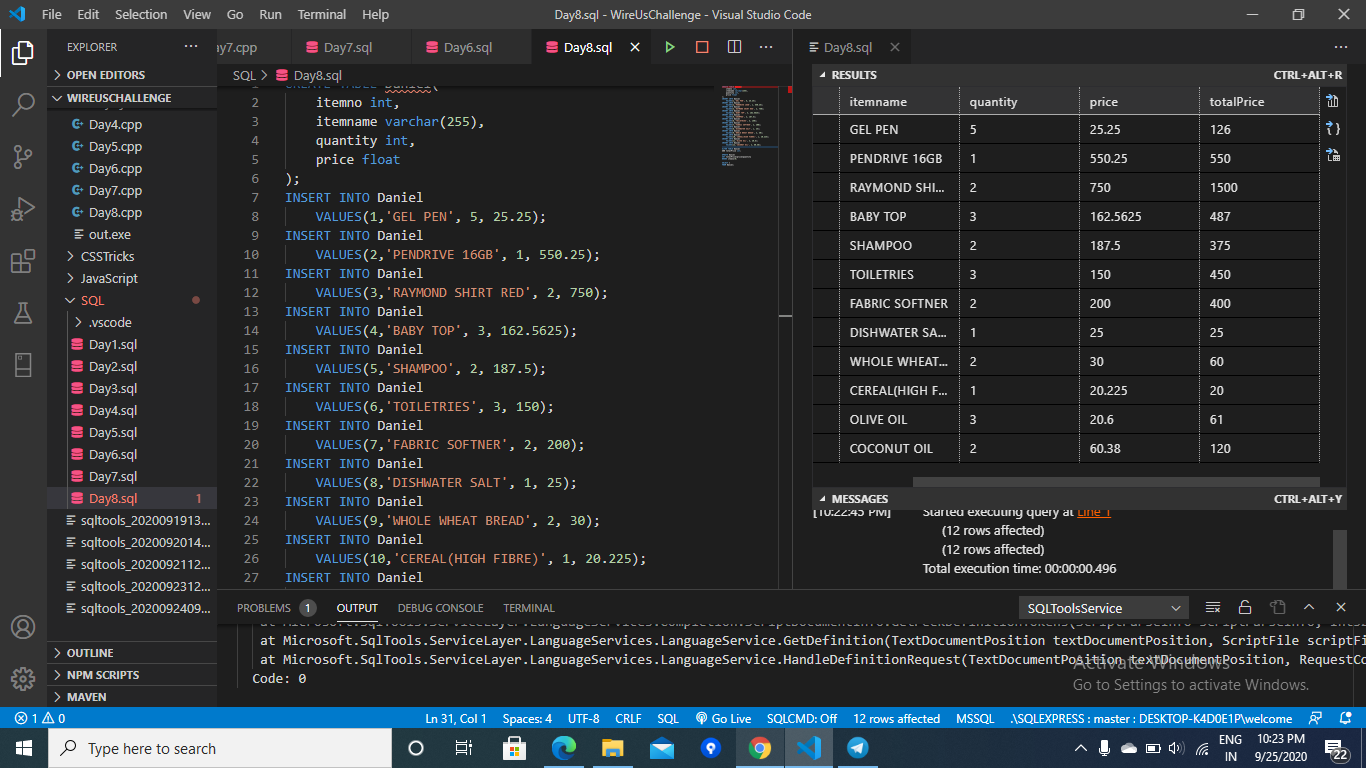 File Edit Selection View Go Run Terminal Help
Day8.sql - WireUsChallenge - Visual Studio Code
EXPLORER
OPEN EDITORS
WIREUSCHALLENGE
Day4.cpp
Day5.cpp
Day6.cpp
Day7.cpp
Day8.cpp
out.exe
CSSTricks
JavaScript
SQL
.vscode
Day1.sql
Day2.sql
Day3.sql
Day4.sql
Day5.sql
Day6.sql
Day7.sql
Day8.sql 1
sqltools_2020091913...
sqltools_2020092014...
sqltools_2020092112...
sqltools_2020092312...
sqltools_2020092409...
OUTLINE
NPM SCRIPTS
MAVEN
ay7.cpp Day7.sql Day6.sql Day8.sql
SQL > Day8.sql
1 CREATE TABLE Daniel(
2 itemno int,
3 itemname varchar(255),
4 quantity int,
5 price float
6 );
7 INSERT INTO Daniel
8 VALUES(1,'GEL PEN', 5, 25.25);
9 INSERT INTO Daniel
10 VALUES(2,'PENDRIVE 16GB', 1, 550.25);
11 INSERT INTO Daniel
12 VALUES(3,'RAYMOND SHIRT RED', 2, 750);
13 INSERT INTO Daniel
14 VALUES(4,'BABY TOP', 3, 162.5625);
15 INSERT INTO Daniel
16 VALUES(5,'SHAMPOO', 2, 187.5);
17 INSERT INTO Daniel
18 VALUES(6,'TOILETRIES', 3, 150);
19 INSERT INTO Daniel
20 VALUES(7,'FABRIC SOFTNER', 2, 200);
21 INSERT INTO Daniel
22 VALUES(8,'DISHWATER SALT', 1, 25);
23 INSERT INTO Daniel
24 VALUES(9,'WHOLE WHEAT BREAD', 2, 30);
25 INSERT INTO Daniel
26 VALUES(10,'CEREAL(HIGH FIBRE)', 1, 20.225);
27 INSERT INTO Daniel
Day8.sql
RESULTS CTRL+ALT+R
itemname quantity price totalPrice
GEL PEN 5 25.25 126
PENDRIVE 16GB 1 550.25 550
RAYMOND SHI... 2 750 1500
BABY TOP 3 162.5625 487
SHAMPOO 2 187.5 375
TOILETRIES 3 150 450
FABRIC SOFTNER 2 200 400
DISHWATER SA... 1 25 25
WHOLE WHEAT... 2 30 60
CEREAL(HIGH F... 1 20.225 20
OLIVE OIL 3 20.6 61
COCONUT OIL 2 60.38 120
MESSAGES CTRL+ALT+Y
[10:22:45 PM] Started executing query at Line 1
(12 rows affected)
(12 rows affected)
Total execution time: 00:00:00.496
PROBLEMS 1 OUTPUT DEBUG CONSOLE TERMINAL
SQLToolsService
at Microsoft.SqlTools.ServiceLayer.LanguageServices.LanguageService.GetDefinition(TextDocumentPosition textDocumentPosition, ScriptFile scriptFi
at Microsoft.SqlTools.ServiceLayer.LanguageServices.LanguageService.HandleDefinitionRequest(TextDocumentPosition textDocumentPosition, RequestCo
Code: 0
Activate Windows
Go to Settings to activate Windows.
1 0 Ln 31, Col 1 Spaces: 4 UTF-8 CRLF SQL Go Live SQLCMD: Off 12 rows affected MSSQL .\SQLEXPRESS : master : DESKTOP-K4D0E1P\welcome
Type here to search
ENG
IN
10:23 PM
9/25/2020
22